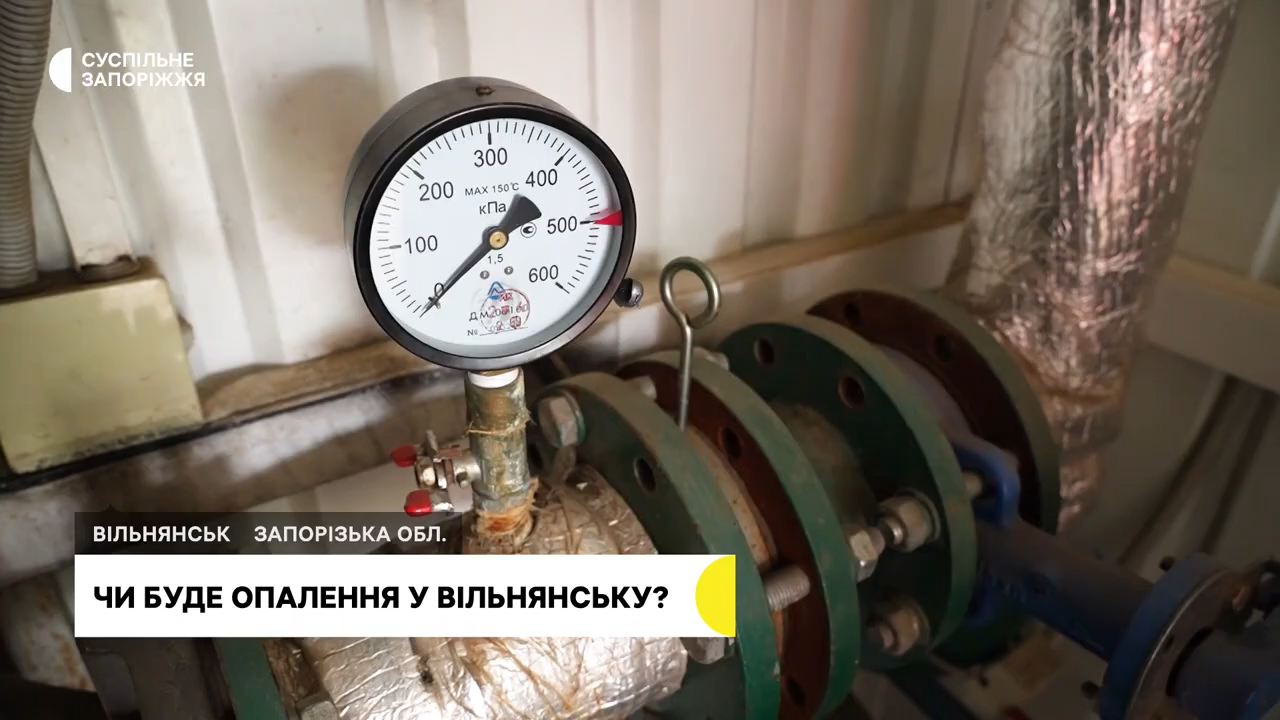 СУСПІЛЬНЕ
ЗАПОРІЖЖЯ
300
200
400
MAX 150℃
кПа
100
500
1,5
0
600
№
ВІЛЬНЯНСЬК ЗАПОРІЗЬКА ОБЛ.
ЧИ БУДЕ ОПАЛЕННЯ У ВІЛЬНЯНСЬКУ?